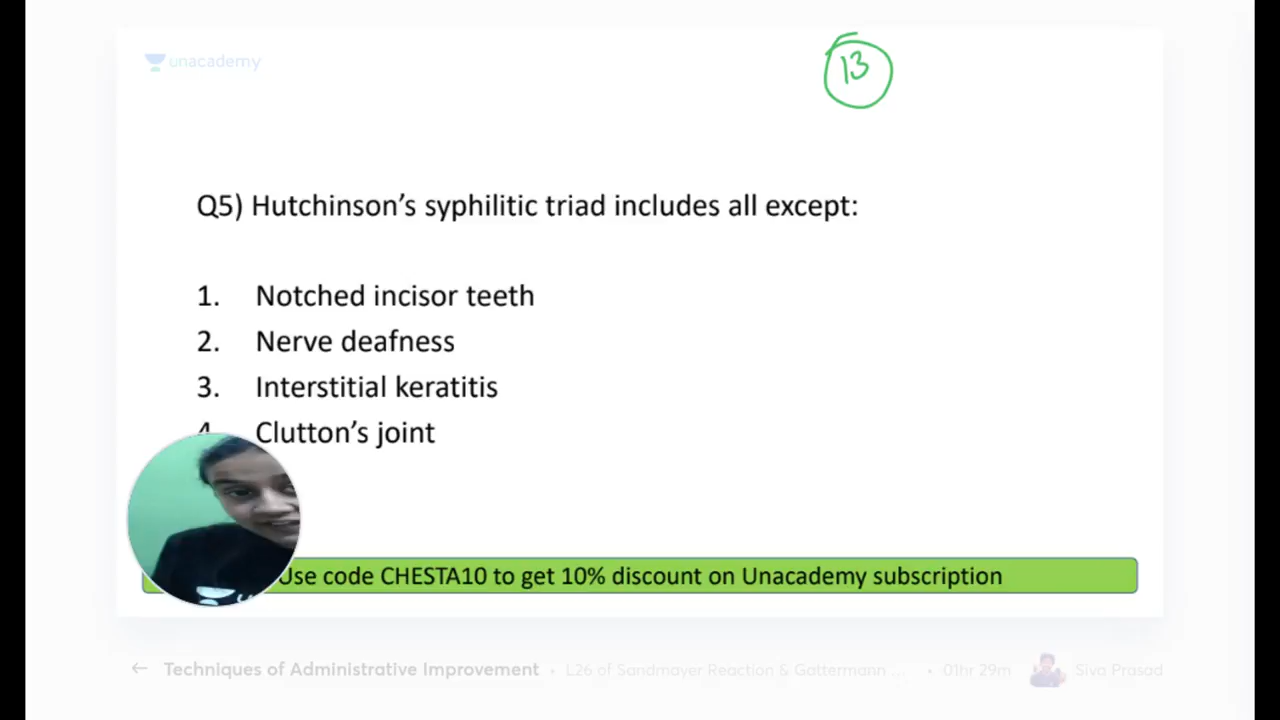 unacademy
13
Q5) Hutchinson’s syphilitic triad includes all except:
1. Notched incisor teeth
2. Nerve deafness
3. Interstitial keratitis
4. Clutton’s joint
Use code CHESTA10 to get 10% discount on Unacademy subscription
← Techniques of Administrative Improvement • L26 of Sandmayer Reaction & Gattermann ... • 01hr 29m Siva Prasad